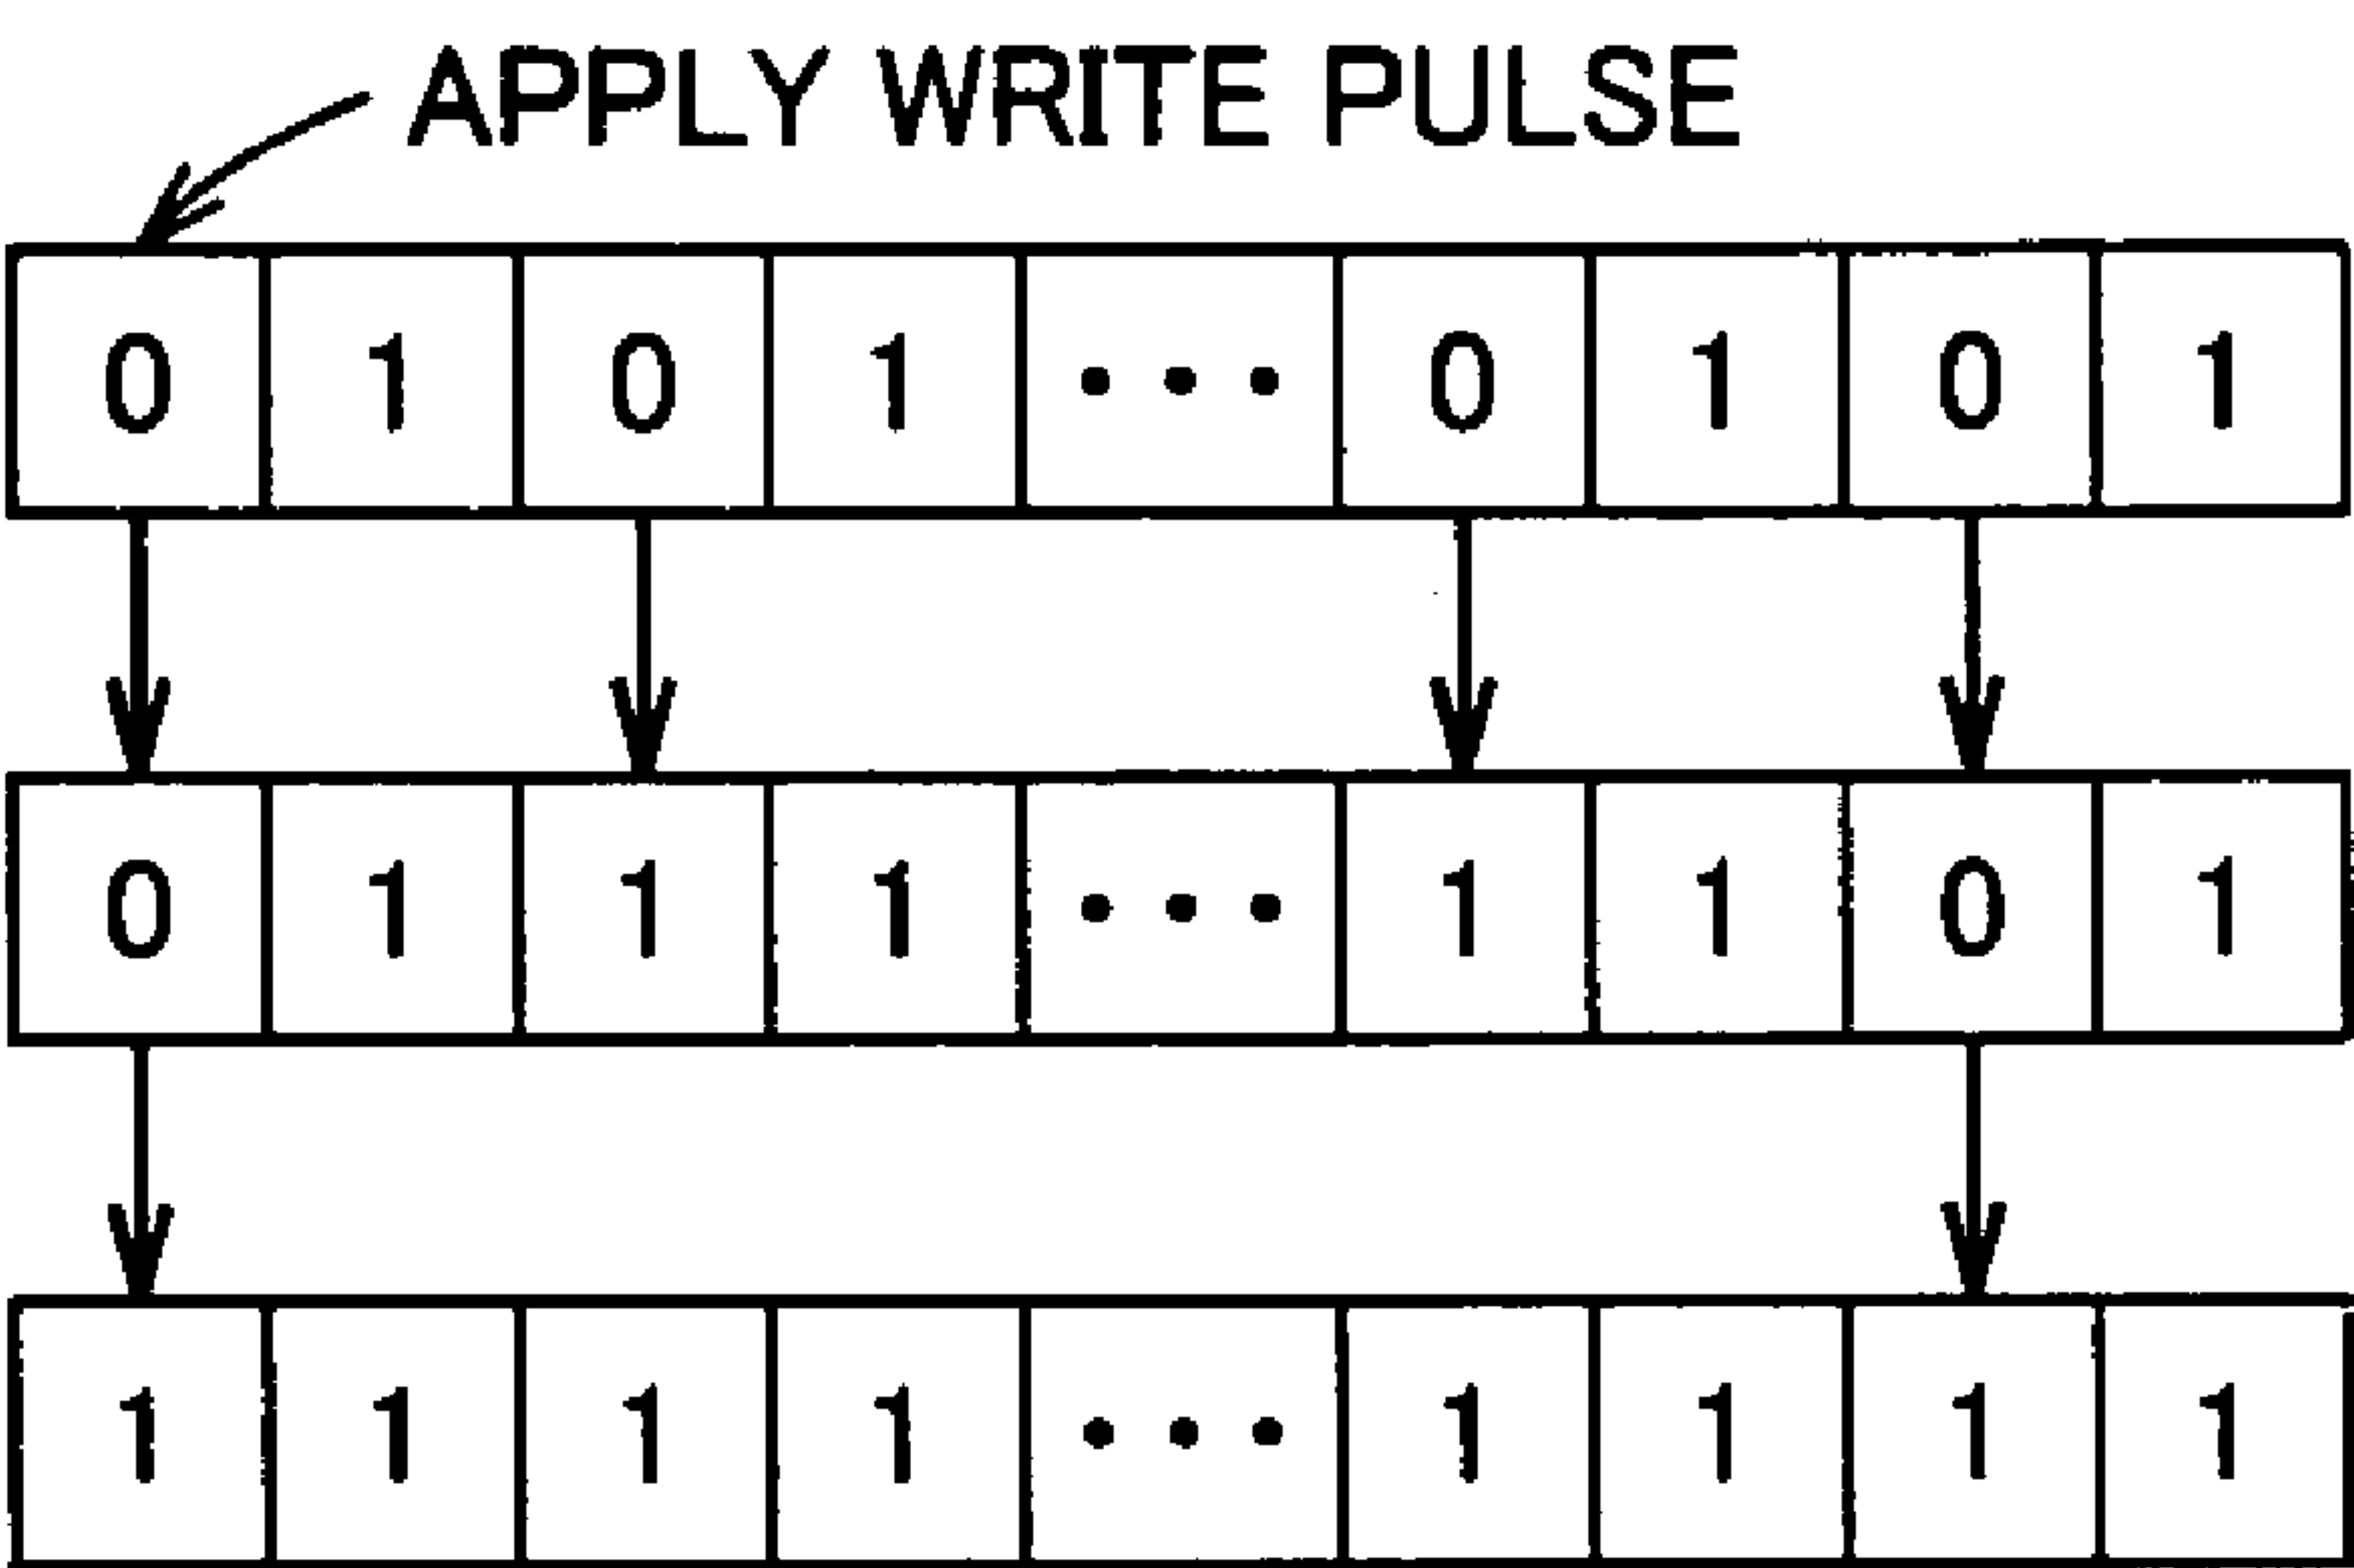 APPLY WRITE PULSE
0 1 0 1 ••• 0 1 0 1
0 1 1 1 ••• 1 1 0 1
1 1 1 1 ••• 1 1 1 1